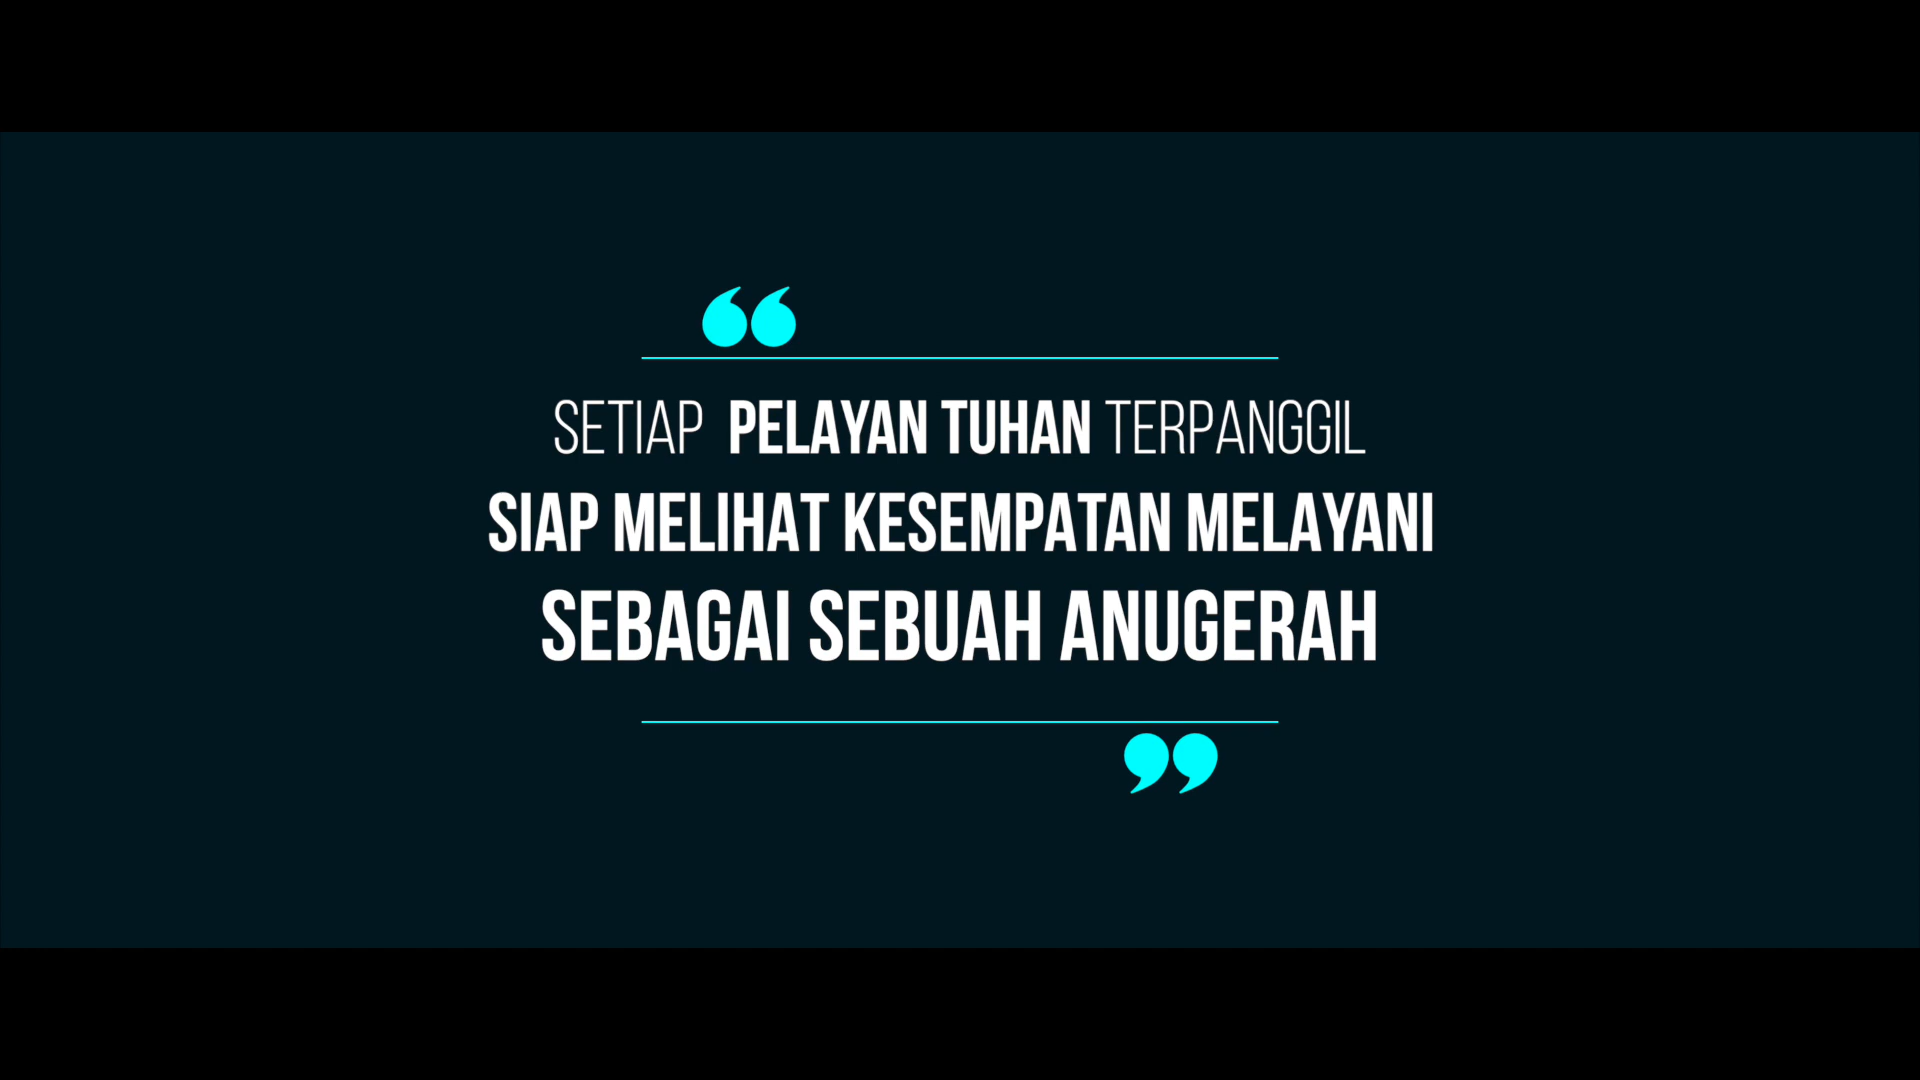 “
SETIAP PELAYAN TUHAN TERPANGGIL
SIAP MELIHAT KESEMPATAN MELAYANI
SEBAGAI SEBUAH ANUGERAH
”